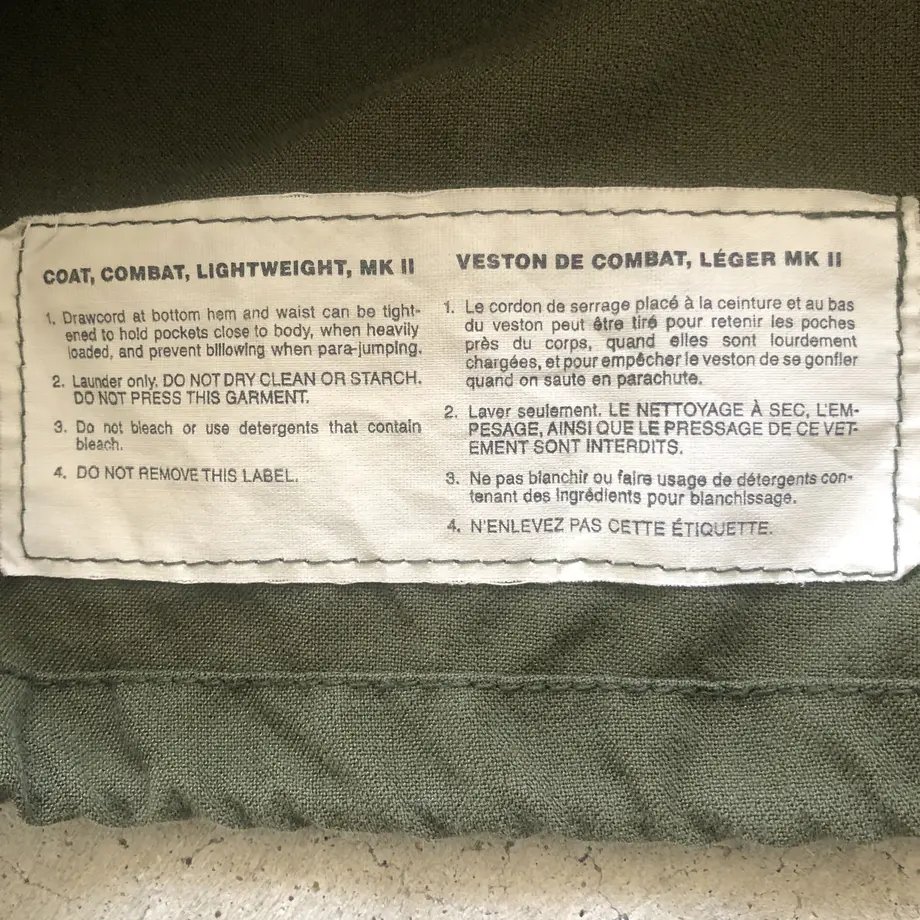 COAT, COMBAT, LIGHTWEIGHT, MK II
1. Drawcord at bottom hem and waist can be tight-
ened to hold pockets close to body, when heavily
loaded, and prevent billowing when para-jumping.
2. Launder only. DO NOT DRY CLEAN OR STARCH.
DO NOT PRESS THIS GARMENT.
3. Do not bleach or use detergents that contain
bleach.
4. DO NOT REMOVE THIS LABEL.
VESTON DE COMBAT, LÉGER MK II
1. Le cordon de serrage placé à la ceinture et au bas
du veston peut être tiré pour retenir les poches
près du corps, quand elles sont lourdement
chargées, et pour empêcher le veston de se gonfler
quand on saute en parachute.
2. Laver seulement. LE NETTOYAGE À SEC, L'EM-
PESAGE, AINSI QUE LE PRESSAGE DE CE VET-
EMENT SONT INTERDITS.
3. Ne pas blanchir ou faire usage de détergents con-
tenant des ingrédients pour blanchissage.
4. N'ENLEVEZ PAS CETTE ÉTIQUETTE.